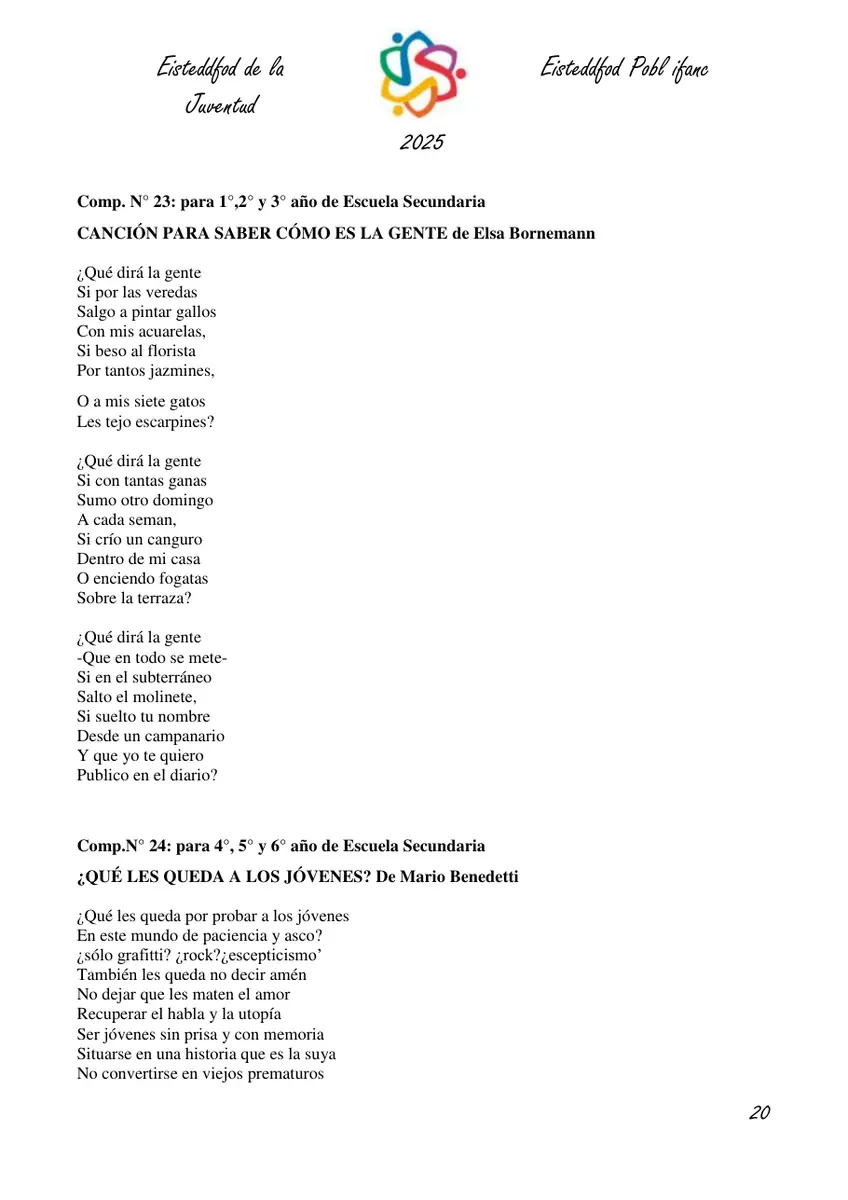 Eisteddfod de la
Juventud
Eisteddfod Pobl ifanc
2025
Comp. N° 23: para 1°,2° y 3° año de Escuela Secundaria
CANCIÓN PARA SABER CÓMO ES LA GENTE de Elsa Bornemann
¿Qué dirá la gente
Si por las veredas
Salgo a pintar gallos
Con mis acuarelas,
Si beso al florista
Por tantos jazmines,
O a mis siete gatos
Les tejo escarpines?
¿Qué dirá la gente
Si con tantas ganas
Sumo otro domingo
A cada seman,
Si crío un canguro
Dentro de mi casa
O enciendo fogatas
Sobre la terraza?
¿Qué dirá la gente
-Que en todo se mete-
Si en el subterráneo
Salto el molinete,
Si suelto tu nombre
Desde un campanario
Y que yo te quiero
Publico en el diario?
Comp.N° 24: para 4°, 5° y 6° año de Escuela Secundaria
¿QUÉ LES QUEDA A LOS JÓVENES? De Mario Benedetti
¿Qué les queda por probar a los jóvenes
En este mundo de paciencia y asco?
¿sólo grafitti? ¿rock?¿escepticismo’
También les queda no decir amén
No dejar que les maten el amor
Recuperar el habla y la utopía
Ser jóvenes sin prisa y con memoria
Situarse en una historia que es la suya
No convertirse en viejos prematuros
20